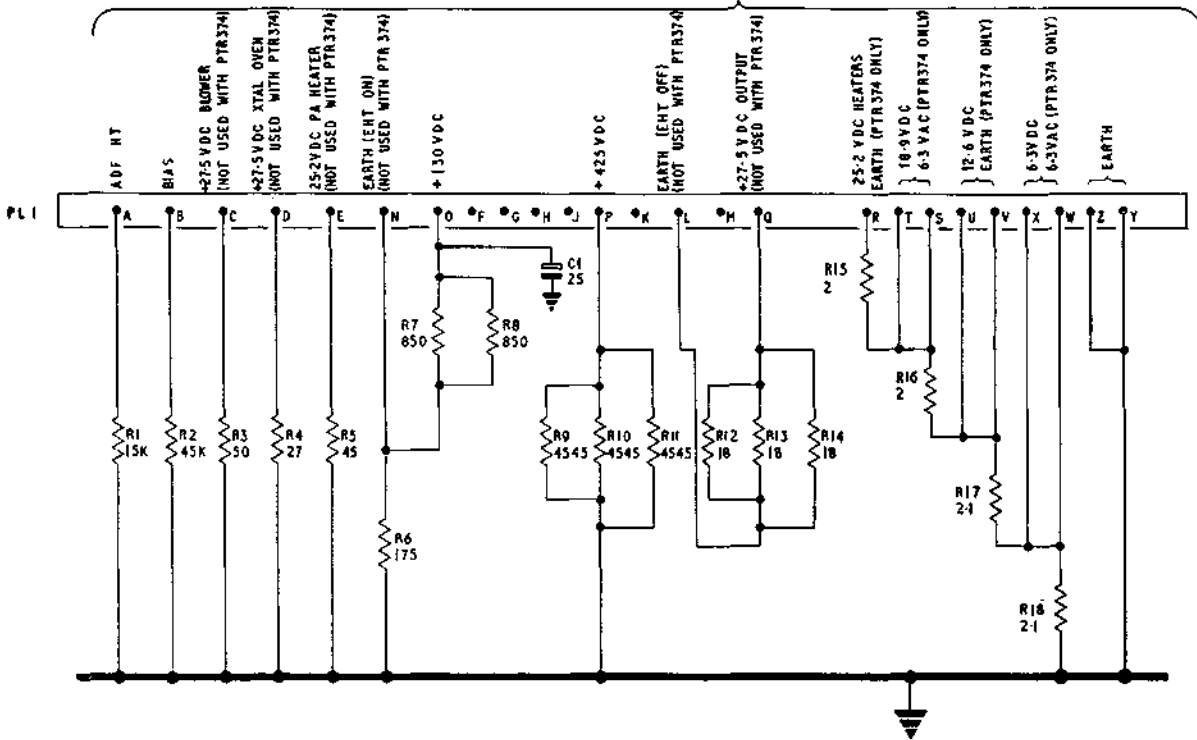 ADF HT
BIAS
+27·5 VDC BLOWER
(NOT USED WITH PTR374)
+27·5VDC XTAL OVEN
(NOT USED WITH PTR374)
25·2VDC PA HEATER
(NOT USED WITH PTR374)
EARTH (EHT ON)
(NOT USED WITH PTR 374)
+130VDC
+425VDC
EARTH (EHT OFF)
(NOT USED WITH PTR374)
+27·5VDC OUTPUT
(NOT USED WITH PTR374)
25·2 VDC HEATERS
EARTH (PTR374 ONLY)
18·9VDC
6·3 VAC (PTR374 ONLY)
12·6 VDC
EARTH (PTR374 ONLY)
6·3VDC
6·3VAC (PTR374 ONLY)
EARTH
PL1
A B C D E N O F G H J P K L M Q R T S U V X W Z Y
C1
25
R15
2
R7
850
R8
850
R16
2
R1
15K
R2
45K
R3
50
R4
27
R5
45
R9
4545
R10
4545
R11
4545
R12
18
R13
18
R14
18
R17
2·1
R6
175
R18
2·1